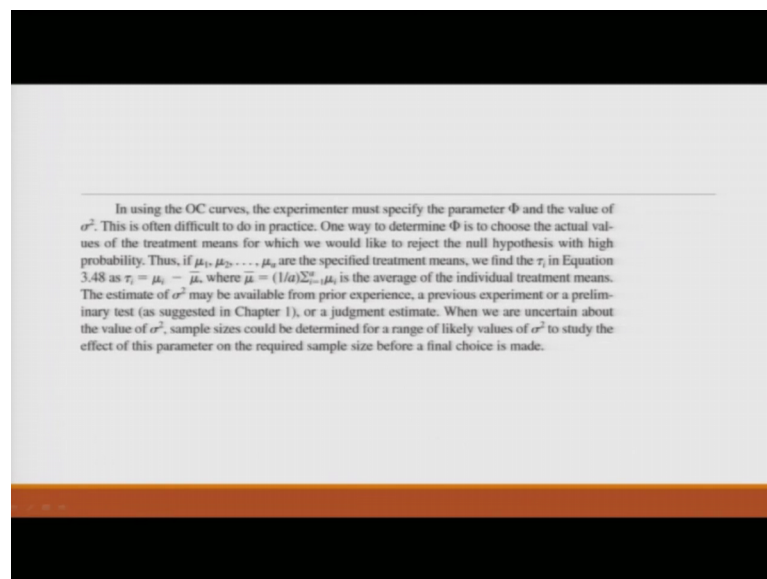 In using the OC curves, the experimenter must specify the parameter Φ and the value of
σ². This is often difficult to do in practice. One way to determine Φ is to choose the actual val-
ues of the treatment means for which we would like to reject the null hypothesis with high
probability. Thus, if μ₁, μ₂, . . . , μₐ are the specified treatment means, we find the τᵢ in Equation
3.48 as τᵢ = μᵢ − μ̄, where μ̄ = (1/a)Σᵃᵢ₌₁μᵢ is the average of the individual treatment means.
The estimate of σ² may be available from prior experience, a previous experiment or a prelim-
inary test (as suggested in Chapter 1), or a judgment estimate. When we are uncertain about
the value of σ², sample sizes could be determined for a range of likely values of σ² to study the
effect of this parameter on the required sample size before a final choice is made.